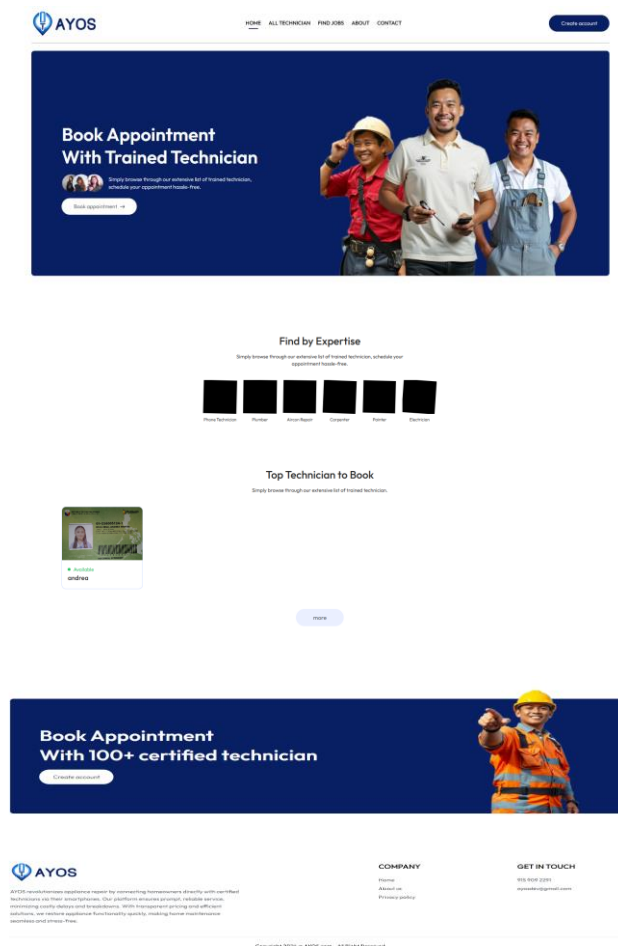 AYOS
HOME ALL TECHNICIAN FIND JOBS ABOUT CONTACT
Create account
Book Appointment
With Trained Technician
Simply browse through our extensive list of trained technician,
schedule your appointment hassle-free.
Book appointment →
Find by Expertise
Simply browse through our extensive list of trained technician, schedule your
appointment hassle-free.
Phone Technician Plumber Aircon Repair Carpenter Painter Electrician
Top Technician to Book
Simply browse through our extensive list of trained technician.
Available
andrea
more
Book Appointment
With 100+ certified technician
Create account
AYOS
AYOS revolutionizes appliance repair by connecting homeowners directly with certified
technicians via their smartphones. Our platform ensures prompt, reliable service,
minimizing costly delays and breakdowns. With transparent pricing and efficient
solutions, we restore appliance functionality quickly, making home maintenance
seamless and stress-free.
COMPANY
Home
About us
Privacy policy
GET IN TOUCH